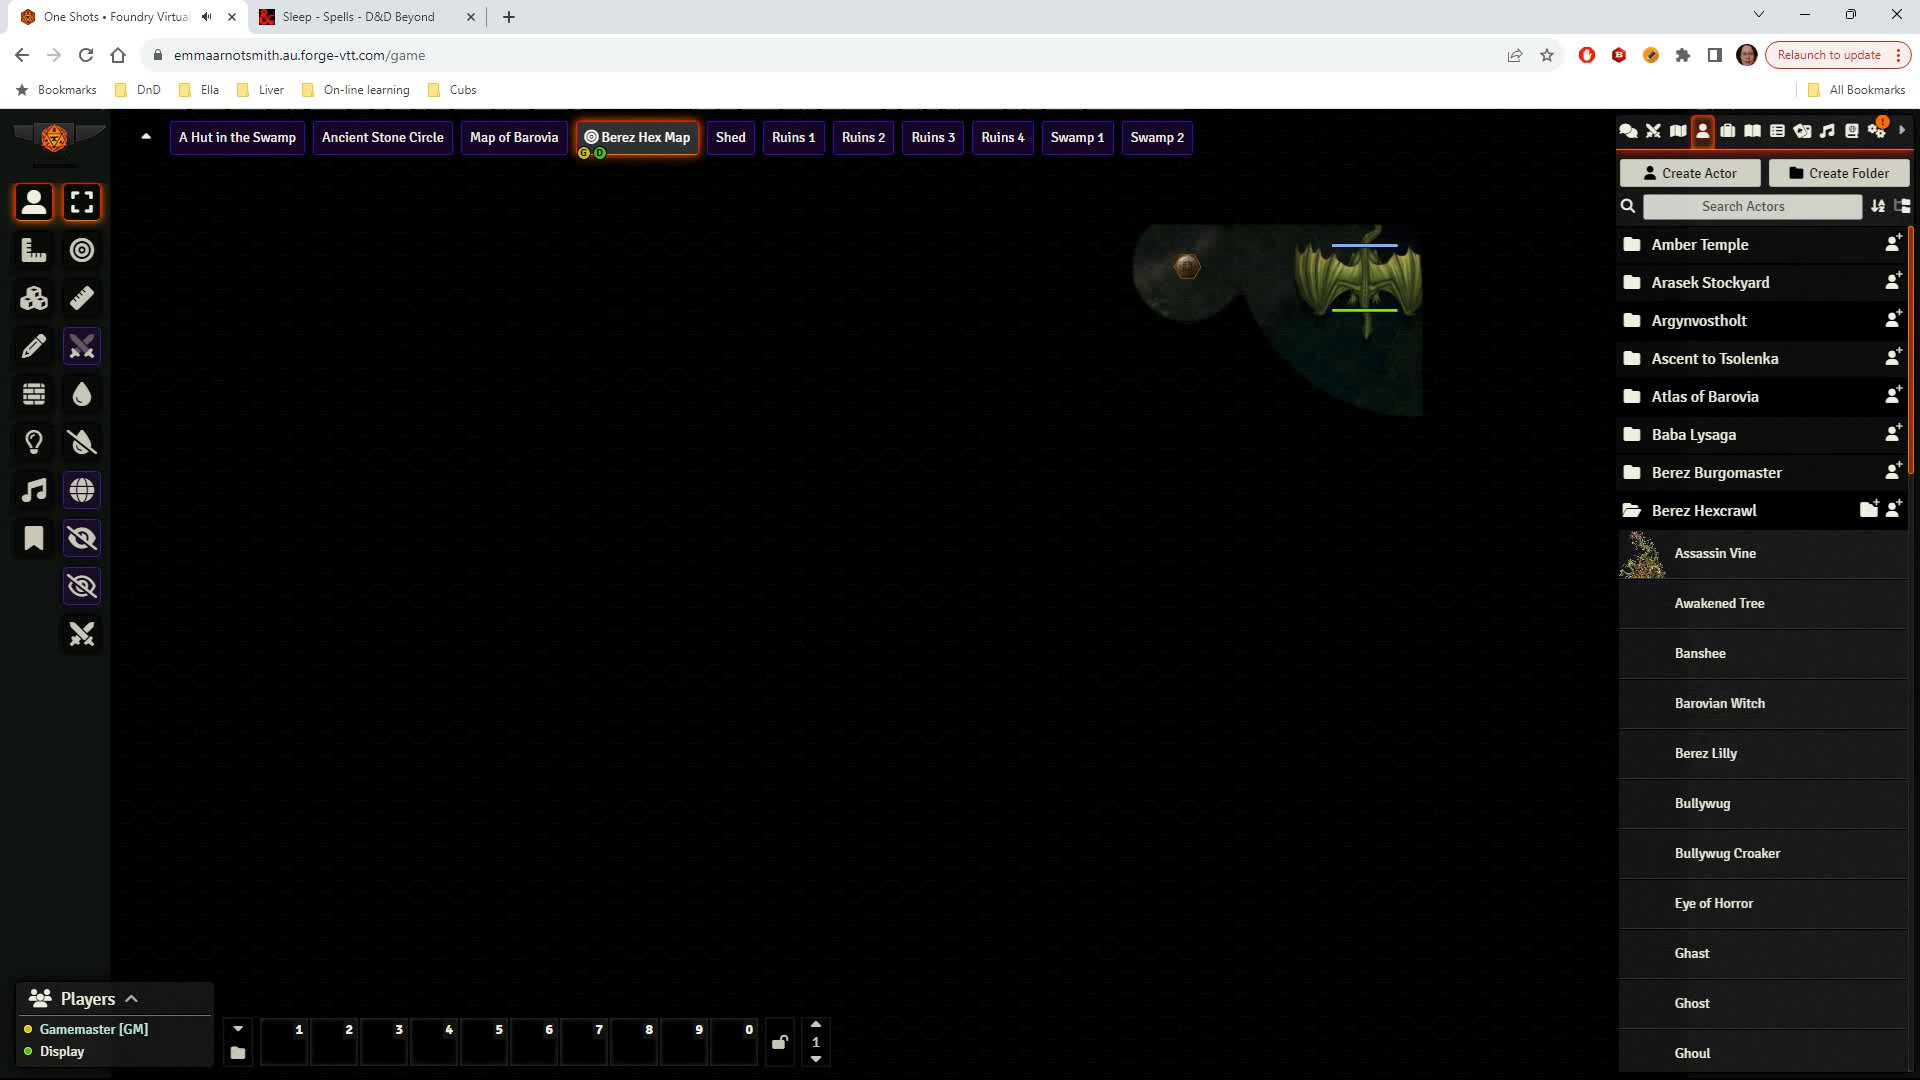 One Shots • Foundry Virtual
Sleep - Spells - D&D Beyond
emmaarnotsmith.au.forge-vtt.com/game
Relaunch to update
Bookmarks
DnD
Ella
Liver
On-line learning
Cubs
All Bookmarks
A Hut in the Swamp
Ancient Stone Circle
Map of Barovia
Berez Hex Map
G D
Shed
Ruins 1
Ruins 2
Ruins 3
Ruins 4
Swamp 1
Swamp 2
Create Actor
Create Folder
Search Actors
Amber Temple
Arasek Stockyard
Argynvostholt
Ascent to Tsolenka
Atlas of Barovia
Baba Lysaga
Berez Burgomaster
Berez Hexcrawl
Assassin Vine
Awakened Tree
Banshee
Barovian Witch
Berez Lilly
Bullywug
Bullywug Croaker
Eye of Horror
Ghast
Ghost
Ghoul
Players
Gamemaster [GM]
Display
1 2 3 4 5 6 7 8 9 0
1